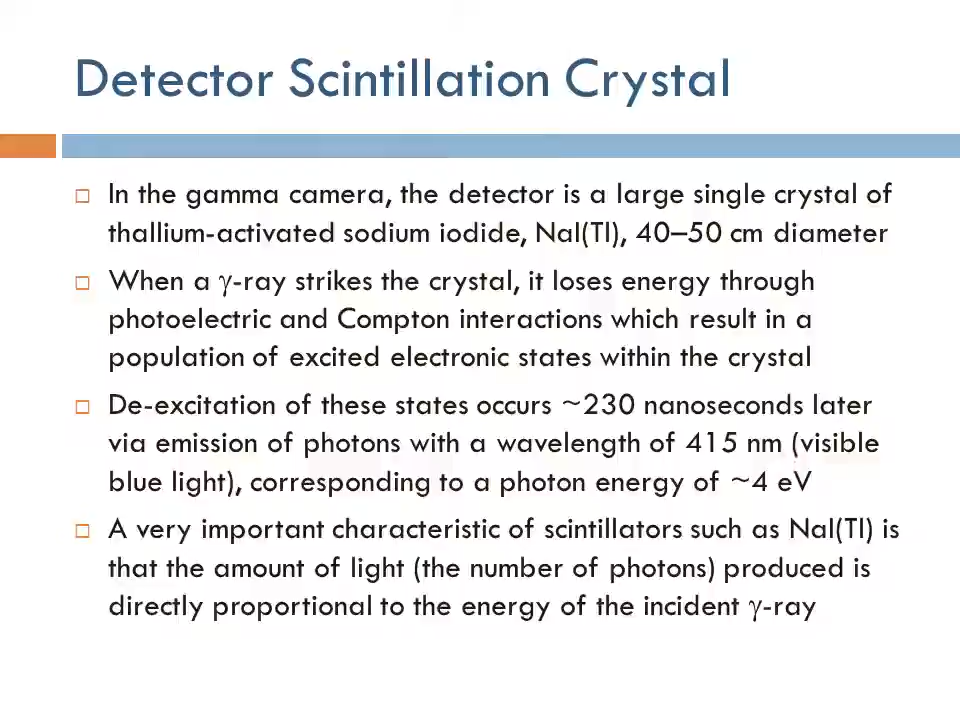 Detector Scintillation Crystal
In the gamma camera, the detector is a large single crystal of
thallium-activated sodium iodide, NaI(Tl), 40–50 cm diameter
When a γ-ray strikes the crystal, it loses energy through
photoelectric and Compton interactions which result in a
population of excited electronic states within the crystal
De-excitation of these states occurs ~230 nanoseconds later
via emission of photons with a wavelength of 415 nm (visible
blue light), corresponding to a photon energy of ~4 eV
A very important characteristic of scintillators such as NaI(Tl) is
that the amount of light (the number of photons) produced is
directly proportional to the energy of the incident γ-ray